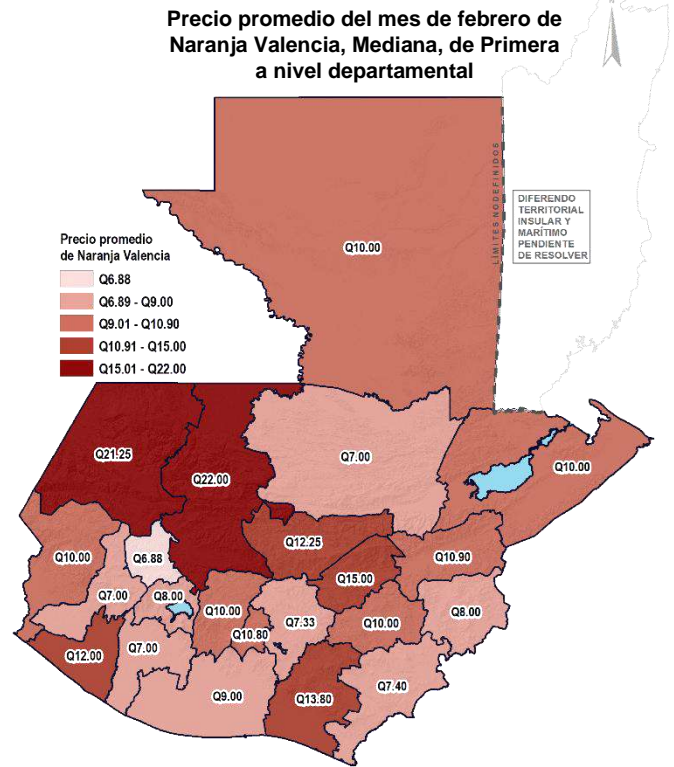 Precio promedio del mes de febrero de
Naranja Valencia, Mediana, de Primera
a nivel departamental
LÍMITES NO DEFINIDOS
DIFERENDO
TERRITORIAL
INSULAR Y
MARÍTIMO
PENDIENTE
DE RESOLVER
Q10.00
Precio promedio
de Naranja Valencia
Q6.88
Q6.89 - Q9.00
Q9.01 - Q10.90
Q10.91 - Q15.00
Q15.01 - Q22.00
Q21.25
Q22.00
Q7.00
Q10.00
Q12.25
Q10.90
Q10.00
Q6.88
Q15.00
Q7.00
Q8.00
Q10.00
Q7.33
Q10.00
Q8.00
Q10.80
Q12.00
Q7.00
Q9.00
Q13.80
Q7.40